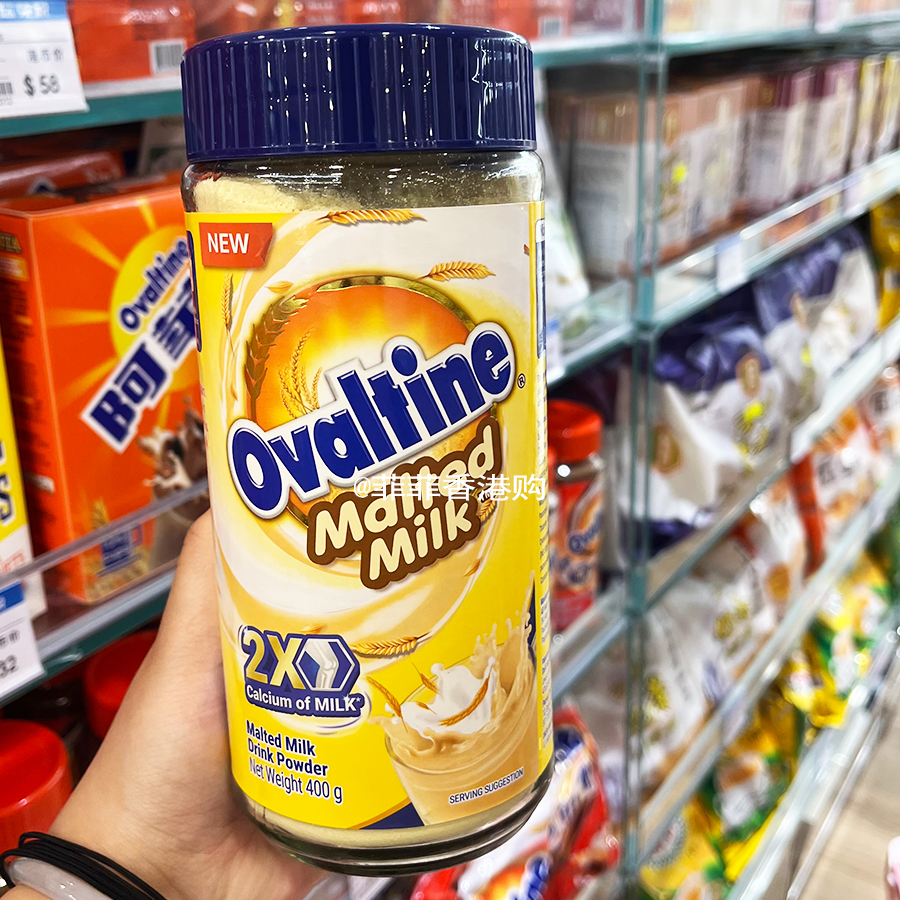 $58
NEW
Ovaltine
®
Malted
Milk
@菲菲香港购
2X
Calcium of MILK*
Malted Milk
Drink Powder
Net Weight 400 g
SERVING SUGGESTION
Ovaltine
阿華